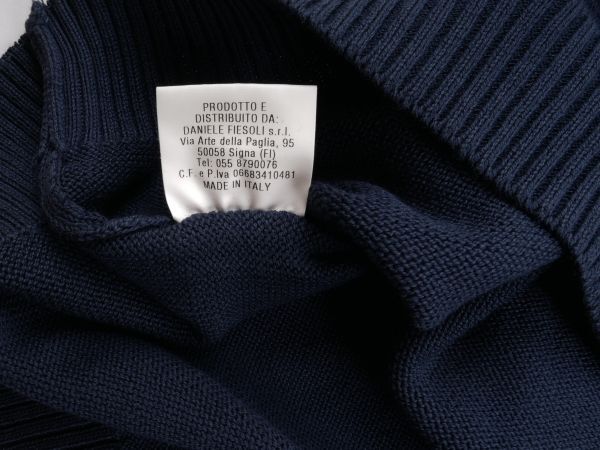 PRODOTTO E
DISTRIBUITO DA:
DANIELE FIESOLI s.r.l.
Via Arte della Paglia, 95
50058 Signa (FI)
Tel: 055 8790076
C.F. e P.Iva 06683410481
MADE IN ITALY